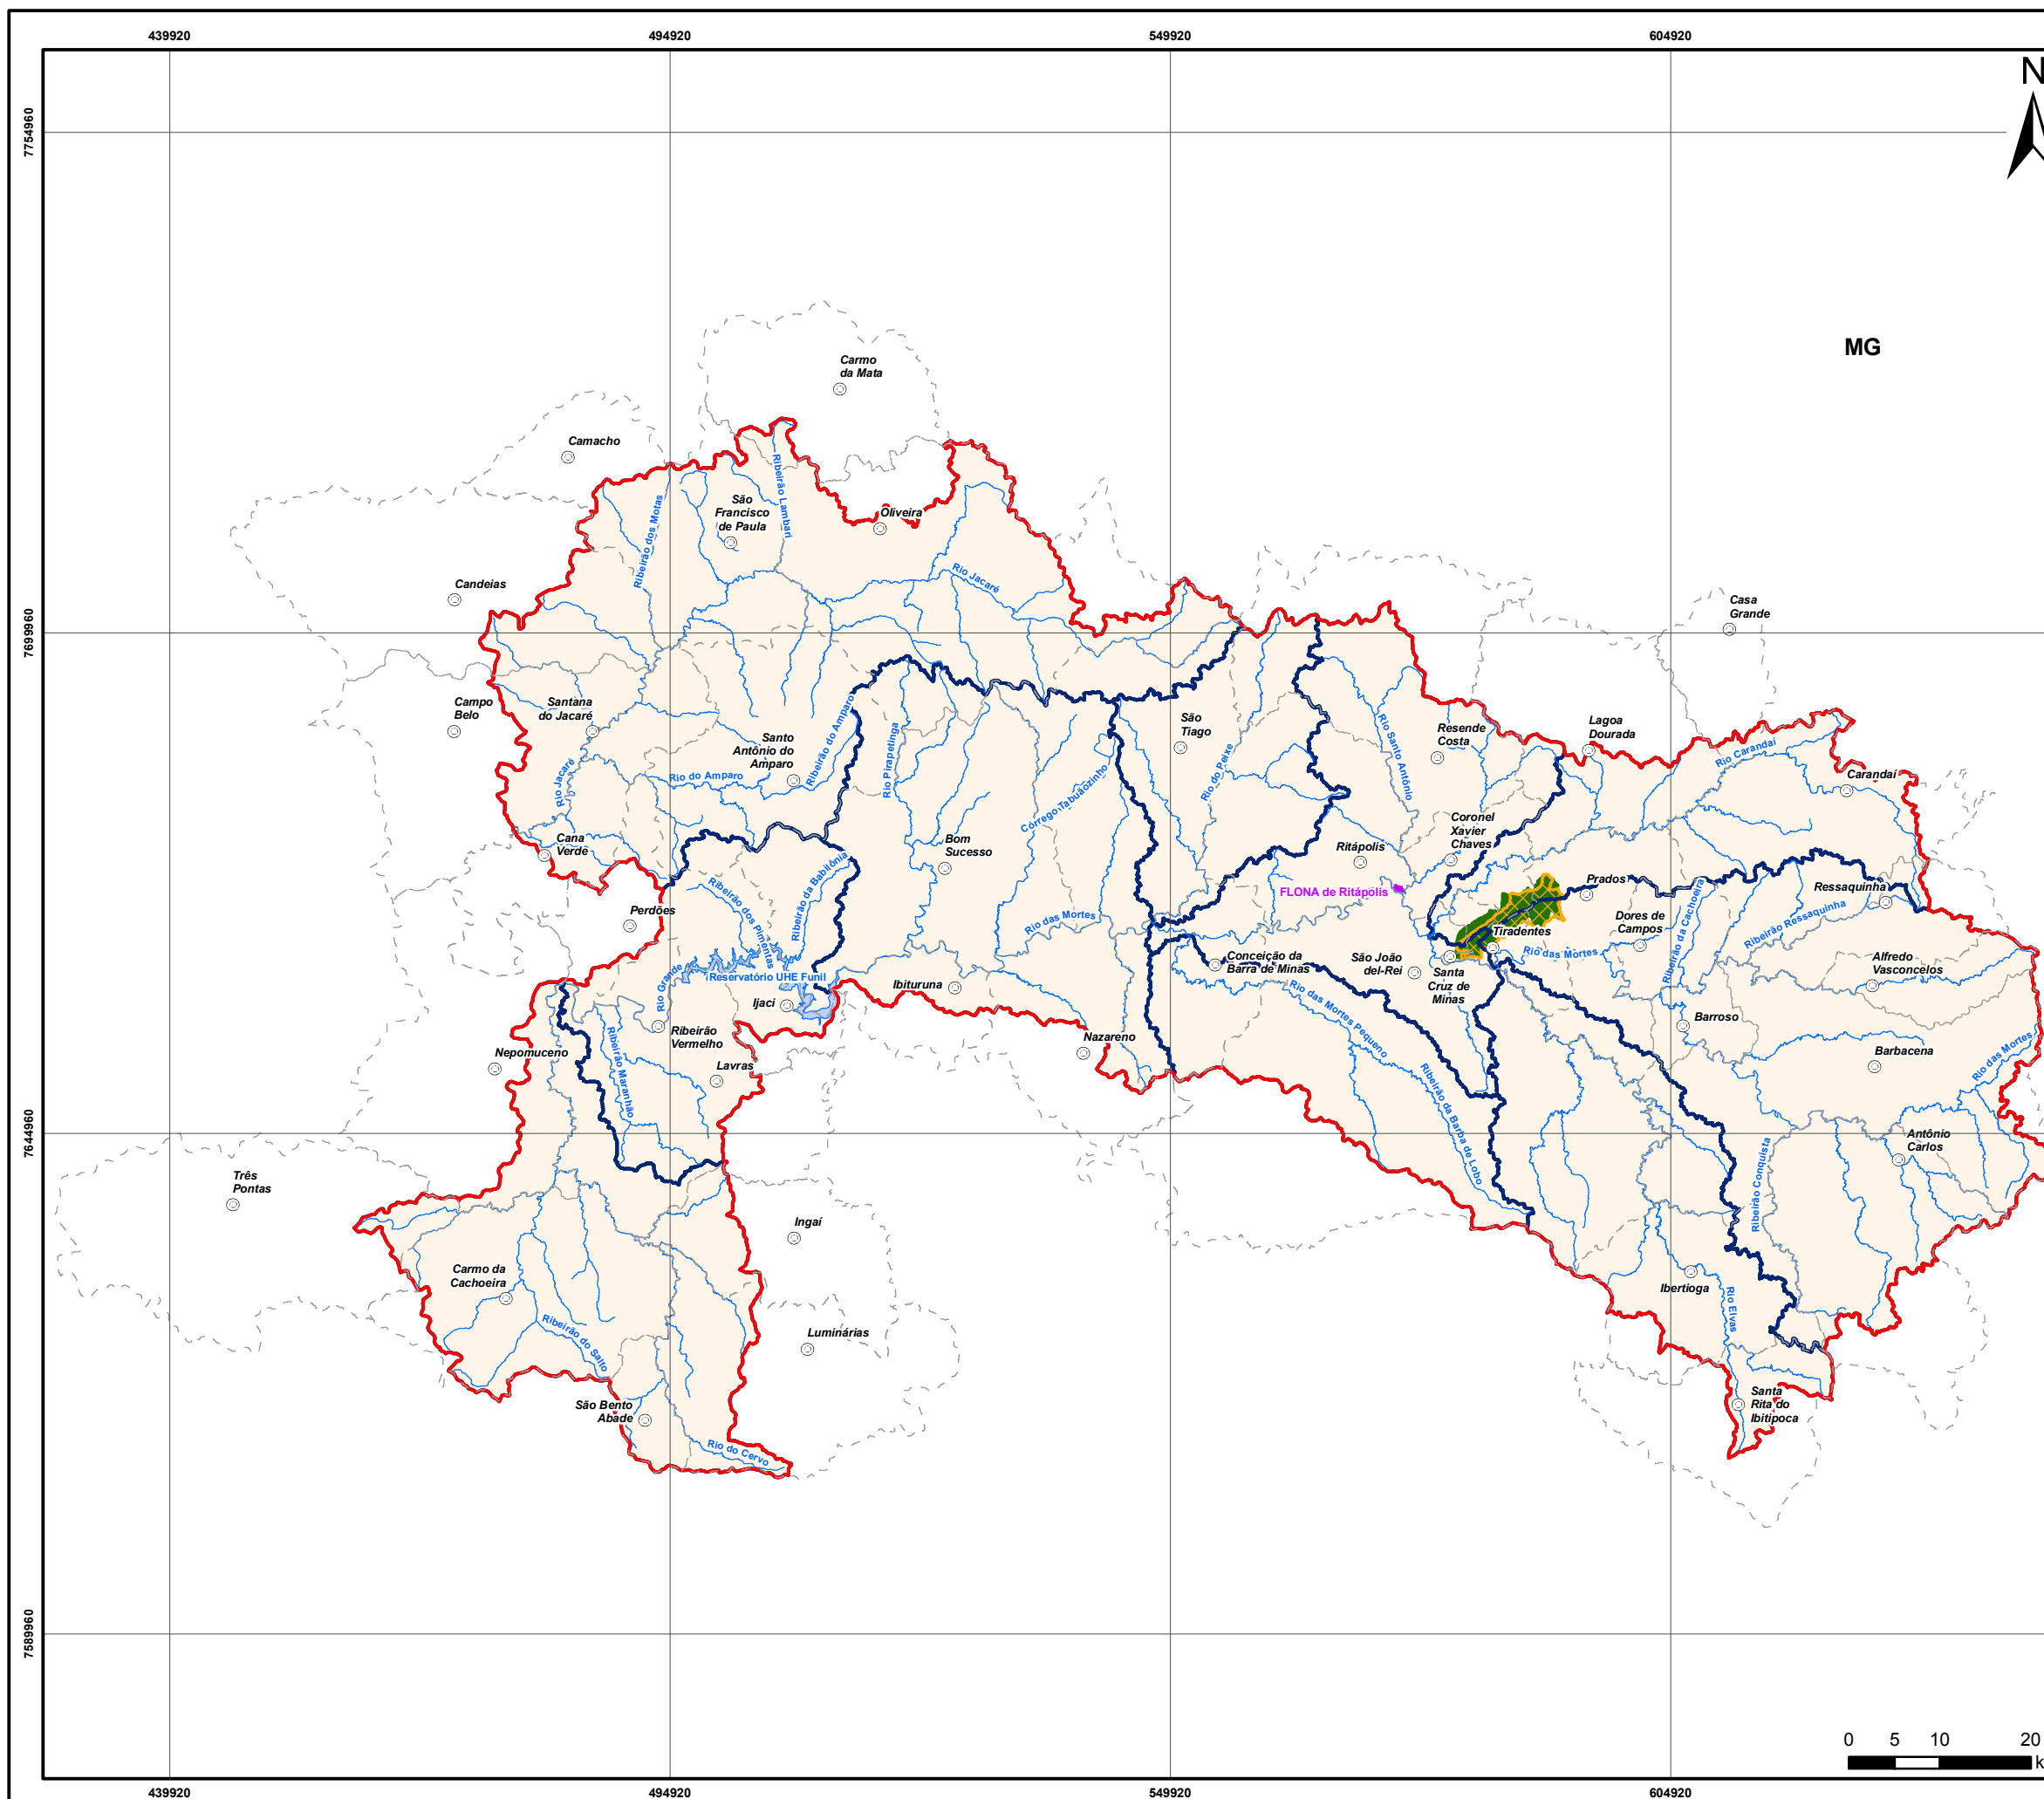 439920
494920
549920
604920
N
7754960
MG
Carmo
da Mata
Camacho
Ribeirão Lambari
Ribeirão dos Motas
São
Francisco
de Paula
Oliveira
Rio Jacaré
Candeias
Casa
Grande
7699960
Campo
Belo
Santana
do Jacaré
Santo
Antônio do
Amparo
Ribeirão do Amparo
Rio Pirapetinga
São
Tiago
Rio do Peixe
Rio Santo Antônio
Resende
Costa
Lagoa
Dourada
Rio Carandaí
Carandaí
Rio Jacaré
Rio do Amparo
Córrego Tabuãozinho
Cana
Verde
Bom
Sucesso
Coronel
Xavier
Chaves
Ritápolis
Ribeirão da Babilônia
Ribeirão dos Pimentas
FLONA de Ritápolis
Prados
Ressaquinha
Perdões
Rio das Mortes
Dores de
Campos
Ribeirão da Cachoeira
Ribeirão Ressaquinha
Tiradentes
Rio das Mortes
Conceição da
Barra de Minas
São João
del-Rei
Santa
Cruz de
Minas
Alfredo
Vasconcelos
Rio Grande
Reservatório UHE Funil
Ijaci
Ibituruna
Rio das Mortes Pequeno
Barroso
Ribeirão
Vermelho
Nazareno
Nepomuceno
Ribeirão Maranhão
Lavras
Barbacena
Rio das Mortes
Ribeirão da Barba de Lobo
7644960
Antônio
Carlos
Ribeirão Conquista
Três
Pontas
Ingaí
Carmo da
Cachoeira
Ibertioga
Rio Elvas
Ribeirão do Salto
Luminárias
São Bento
Abade
Santa
Rita do
Ibitipoca
Rio do Cervo
7589960
0 5 10 20
439920
494920
549920
604920